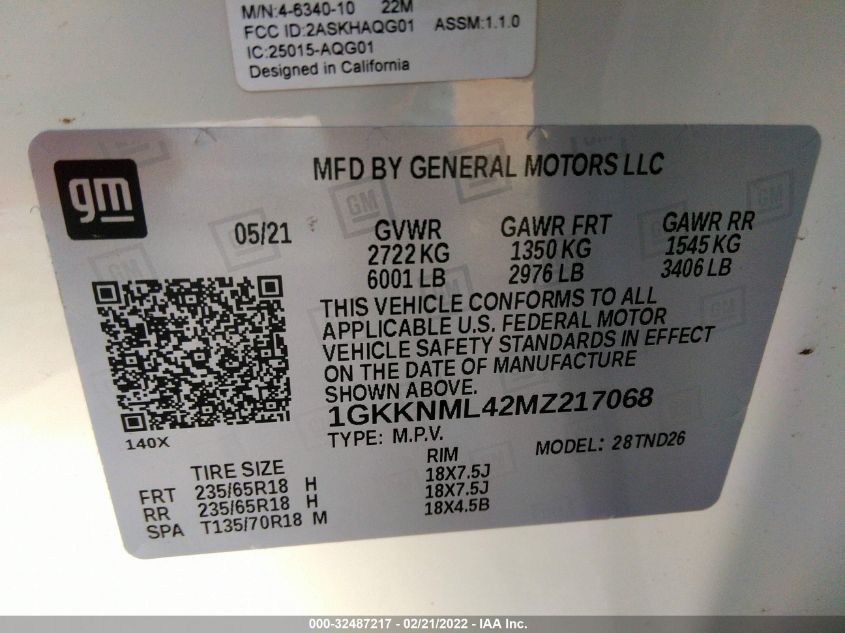 M/N:4-6340-10 22M
FCC ID:2ASKHAQG01 ASSM:1.1.0
IC:25015-AQG01
Designed in California
gm
MFD BY GENERAL MOTORS LLC
05/21 GVWR GAWR FRT GAWR RR
2722 KG 1350 KG 1545 KG
6001 LB 2976 LB 3406 LB
THIS VEHICLE CONFORMS TO ALL
APPLICABLE U.S. FEDERAL MOTOR
VEHICLE SAFETY STANDARDS IN EFFECT
ON THE DATE OF MANUFACTURE
SHOWN ABOVE.
1GKKNML42MZ217068
140X
TYPE: M.P.V. MODEL: 28TND26
TIRE SIZE RIM
FRT 235/65R18 H 18X7.5J
RR 235/65R18 H 18X7.5J
SPA T135/70R18 M 18X4.5B
000-32487217 - 02/21/2022 - IAA Inc.